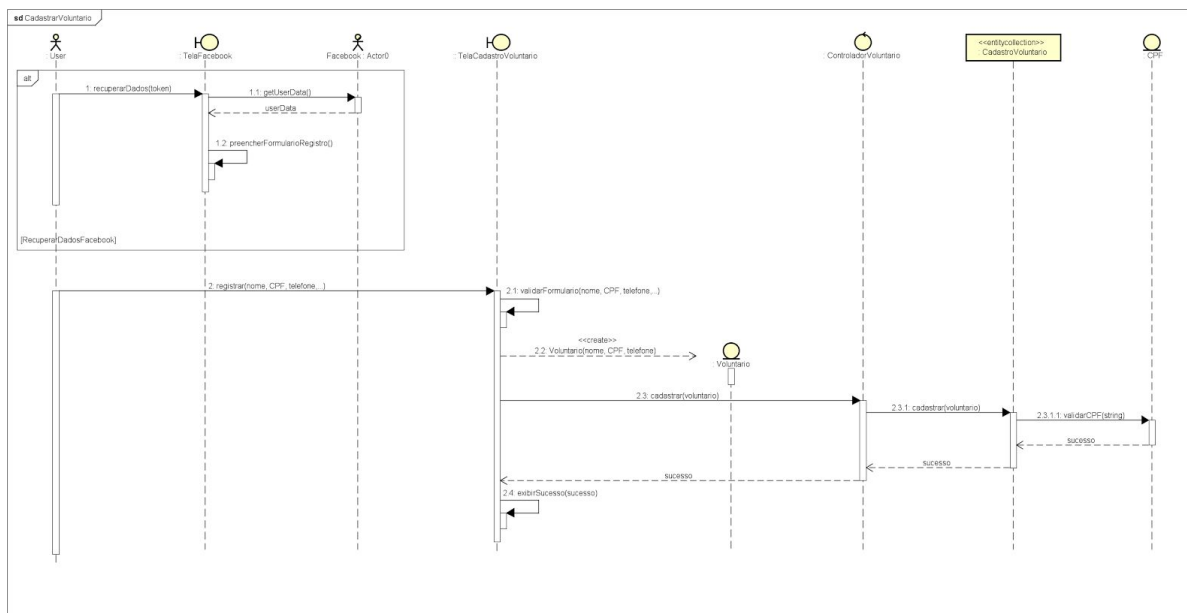 sd CadastrarVoluntario
: User
: TelaFacebook
Facebook : Actor0
: TelaCadastroVoluntario
ControladorVoluntario
<<entitycollection>>
CadastroVoluntario
CPF
alt
1: recuperarDados(token)
1.1: getUserData()
userData
1.2: preencherFormularioRegistro()
[RecuperarDadosFacebook]
2: registrar(nome, CPF, telefone,...)
2.1: validarFormulario(nome, CPF, telefone,...)
<<create>>
2.2: Voluntario(nome, CPF, telefone)
Voluntario
2.3: cadastrar(voluntario)
2.3.1: cadastrar(voluntario)
2.3.1.1: validarCPF(string)
sucesso
sucesso
sucesso
2.4: exibirSucesso(sucesso)